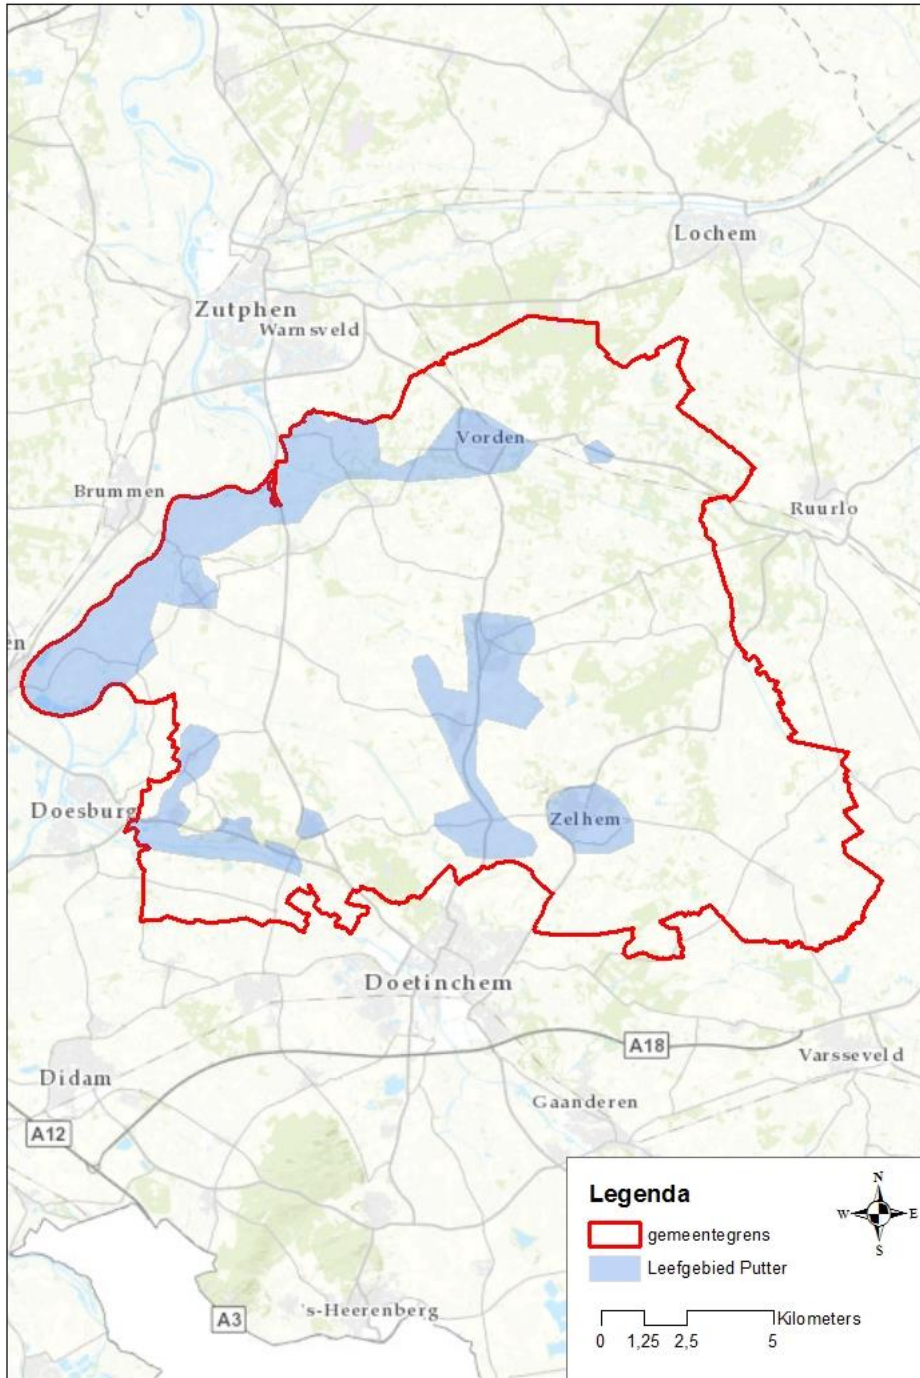 Lochem
Zutphen
Warnsveld
Vorden
Brummen
Ruurlo
en
Doesburg
Zelhem
Doetinchem
A18
Varsseveld
Didam
Gaanderen
A12
A3
's-Heerenberg
Legenda
N
W E
S
gemeentegrens
Leefgebied Putter
Kilometers
0 1,25 2,5 5